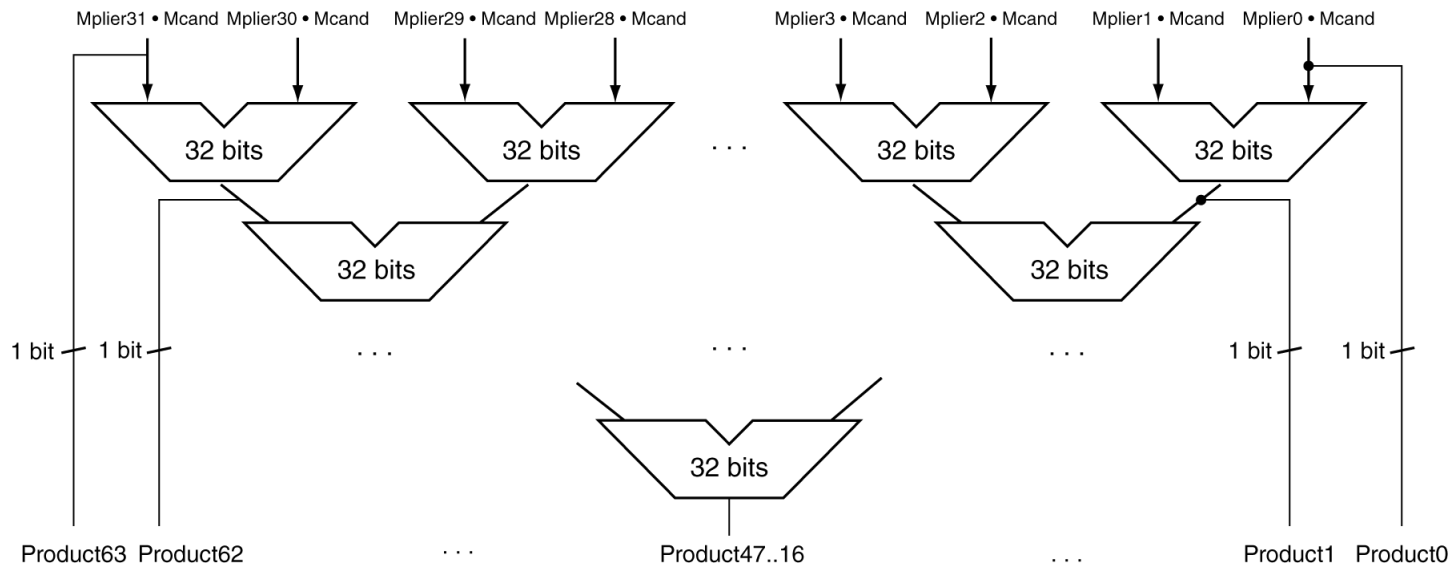 Mplier31 • Mcand Mplier30 • Mcand Mplier29 • Mcand Mplier28 • Mcand Mplier3 • Mcand Mplier2 • Mcand Mplier1 • Mcand Mplier0 • Mcand
32 bits 32 bits . . . 32 bits 32 bits
32 bits 32 bits
1 bit 1 bit . . . . . . . . . 1 bit 1 bit
32 bits
Product63 Product62 . . . Product47..16 . . . Product1 Product0